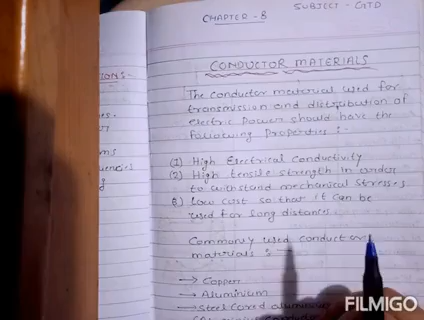 SUBJECT - GTD
CHAPTER - 8
CONDUCTOR MATERIALS
The conductor material used for
transmission and distribution of
electric power should have the
following properties :-
(1) High Electrical Conductivity
(2) High tensile strength in order
to withstand mechanical stresses
(3) Low cost so that it can be
used for long distances.
Commonly used conductor
materials :-
→ Copper
→ Aluminium
→ Steel Cored aluminium
IONS-
ms
FILMIGO